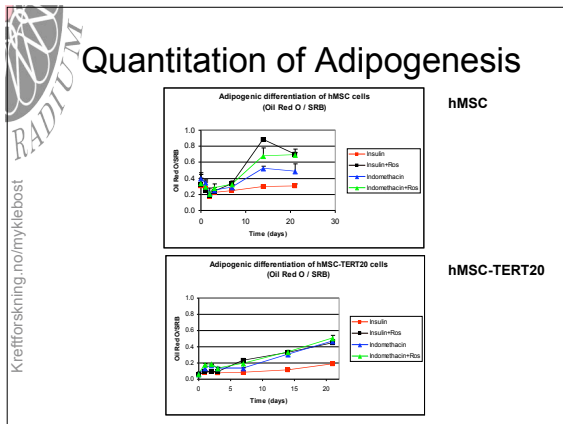 Quantitation of Adipogenesis
RADIUM
Kreftforskning.no/myklebost
Adipogenic differentiation of hMSC cells
(Oil Red O / SRB)
hMSC
Oil Red O/SRB
1.0
0.8
0.6
0.4
0.2
0.0
0
10
20
30
Time (days)
Insulin
Insulin+Ros
Indomethacin
Indomethacin+Ros
Adipogenic differentiation of hMSC-TERT20 cells
(Oil Red O / SRB)
hMSC-TERT20
Oil Red O/SRB
1.0
0.8
0.6
0.4
0.2
0.0
0
5
10
15
20
Time (days)
Insulin
Insulin+Ros
Indomethacin
Indomethacin+Ros